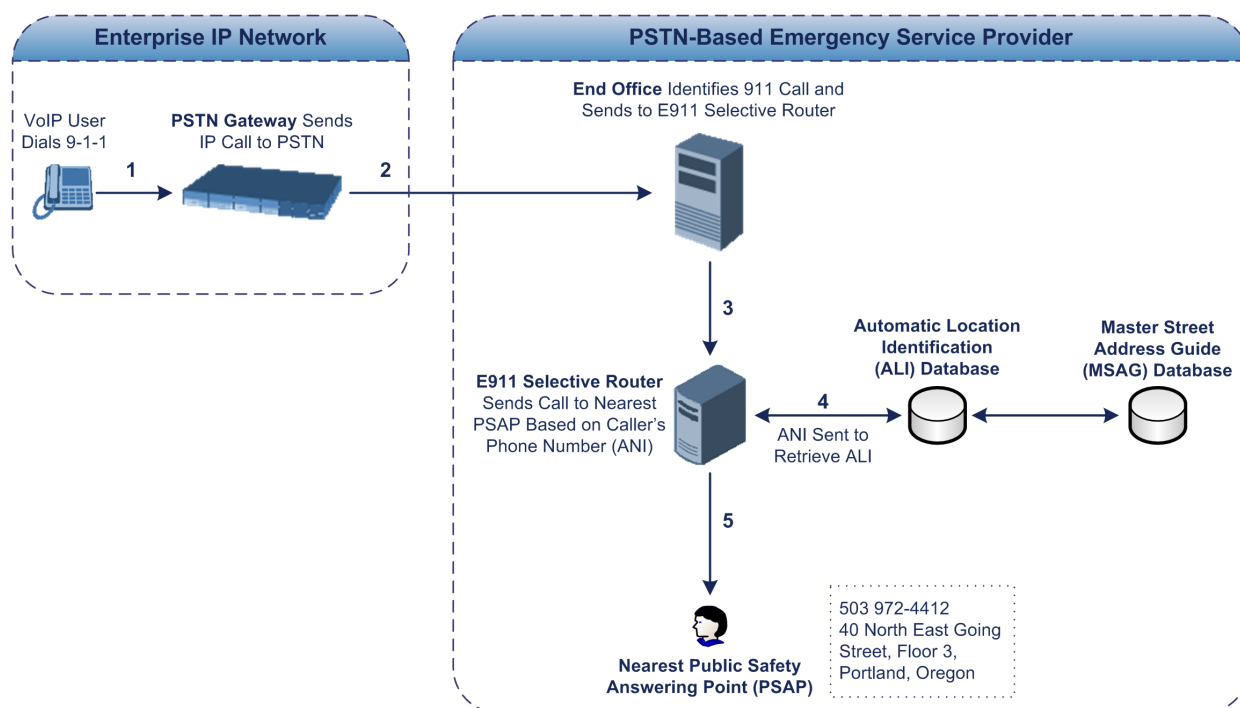 Enterprise IP Network
PSTN-Based Emergency Service Provider
VoIP User
Dials 9-1-1
1
PSTN Gateway Sends
IP Call to PSTN
2
End Office Identifies 911 Call and
Sends to E911 Selective Router
3
E911 Selective Router
Sends Call to Nearest
PSAP Based on Caller's
Phone Number (ANI)
4
ANI Sent to
Retrieve ALI
Automatic Location
Identification
(ALI) Database
Master Street
Address Guide
(MSAG) Database
5
Nearest Public Safety
Answering Point (PSAP)
503 972-4412
40 North East Going
Street, Floor 3,
Portland, Oregon